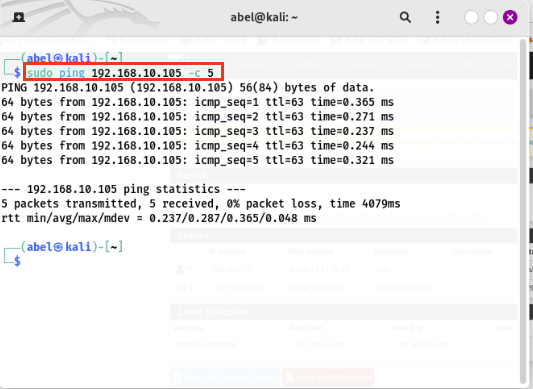 abel@kali: ~
(abel㉿kali)-[~]
$ sudo ping 192.168.10.105 -c 5
PING 192.168.10.105 (192.168.10.105) 56(84) bytes of data.
64 bytes from 192.168.10.105: icmp_seq=1 ttl=63 time=0.365 ms
64 bytes from 192.168.10.105: icmp_seq=2 ttl=63 time=0.271 ms
64 bytes from 192.168.10.105: icmp_seq=3 ttl=63 time=0.237 ms
64 bytes from 192.168.10.105: icmp_seq=4 ttl=63 time=0.244 ms
64 bytes from 192.168.10.105: icmp_seq=5 ttl=63 time=0.321 ms
--- 192.168.10.105 ping statistics ---
5 packets transmitted, 5 received, 0% packet loss, time 4079ms
rtt min/avg/max/mdev = 0.237/0.287/0.365/0.048 ms
(abel㉿kali)-[~]
$